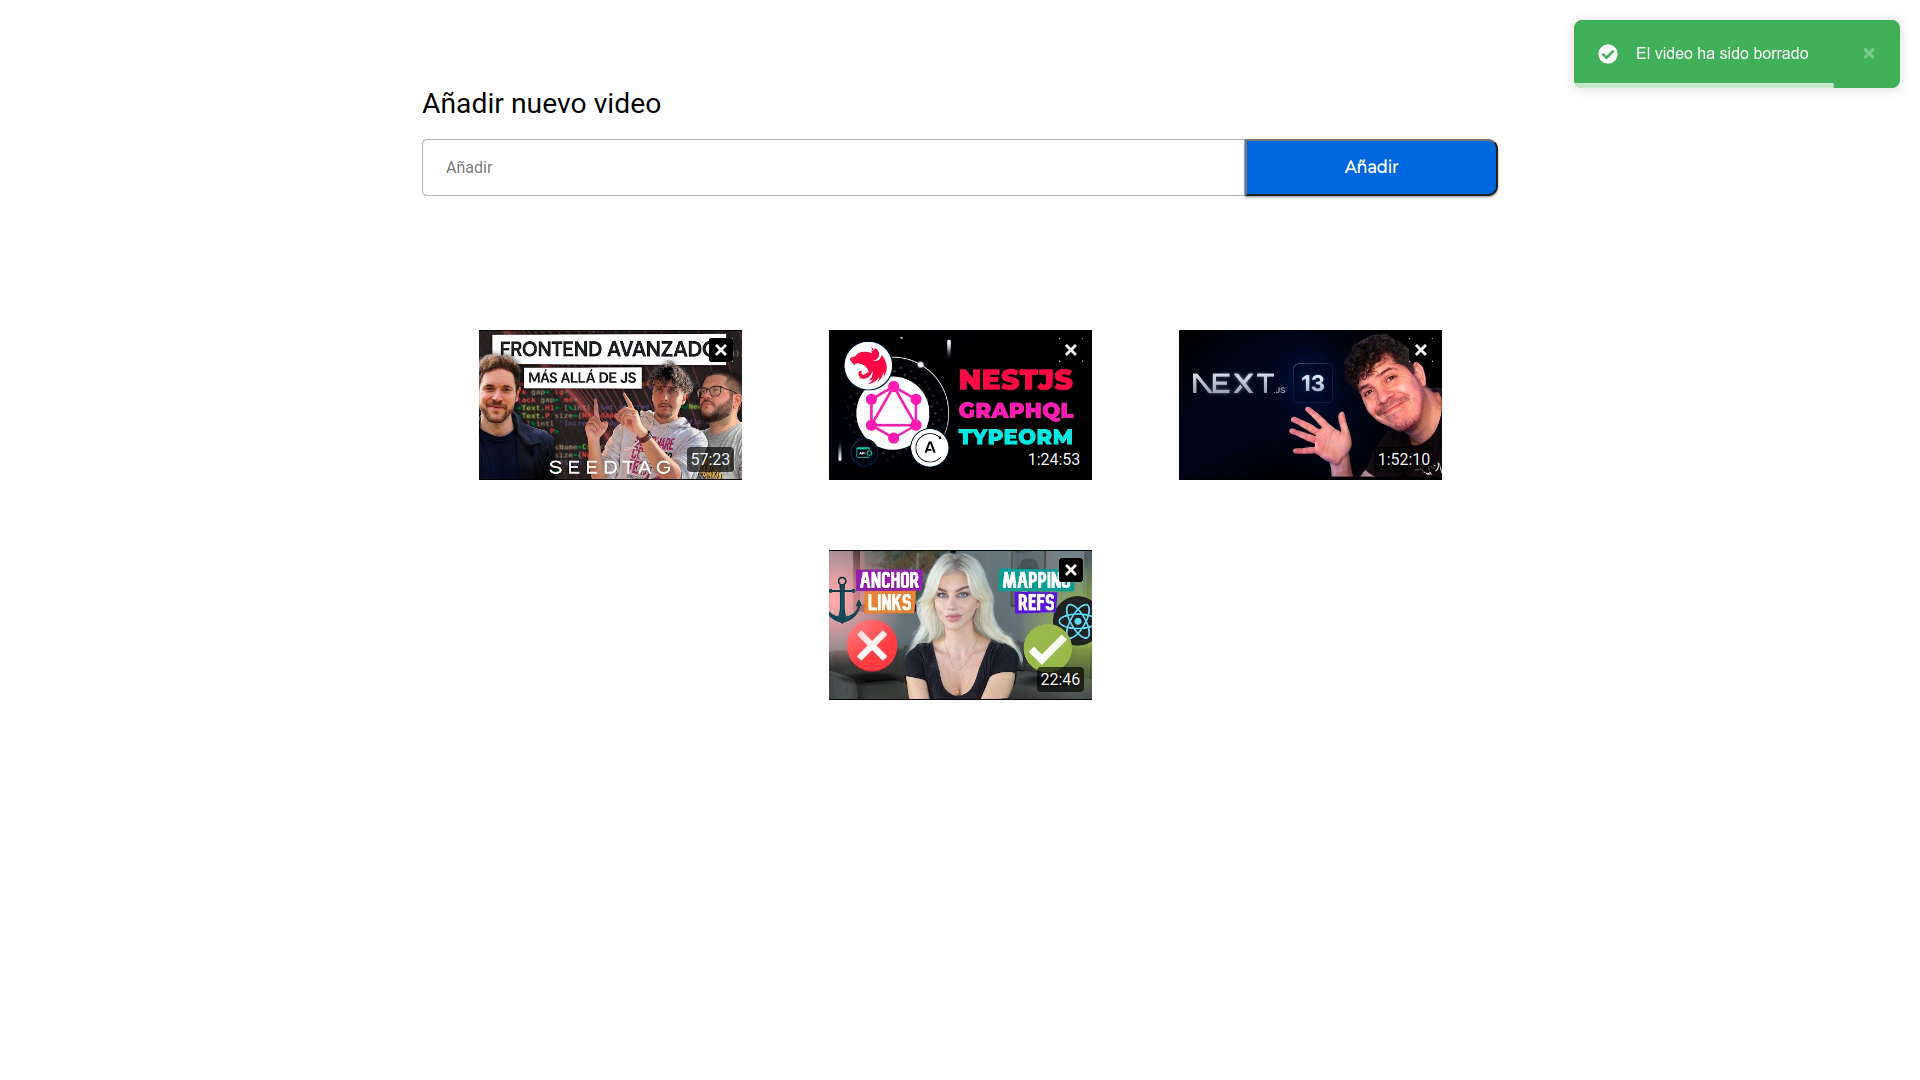 El video ha sido borrado
Añadir nuevo video
Añadir
Añadir
FRONTEND AVANZADO
MÁS ALLÁ DE JS
SEEDTAG
57:23
NESTJS
GRAPHQL
TYPEORM
A
1:24:53
NEXT.JS 13
1:52:10
ANCHOR
LINKS
MAPPING
REFS
22:46